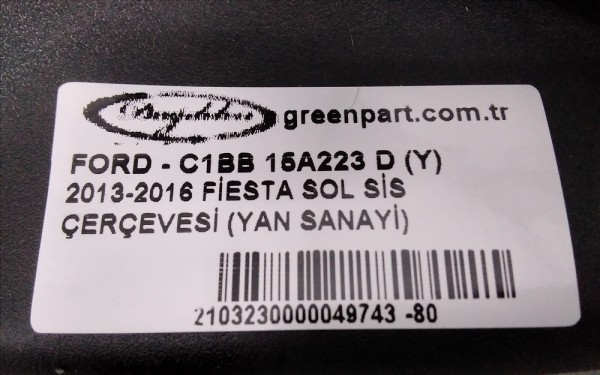 greenpart.com.tr
FORD - C1BB 15A223 D (Y)
2013-2016 FİESTA SOL SİS
ÇERÇEVESİ (YAN SANAYİ)
2103230000049743 -80